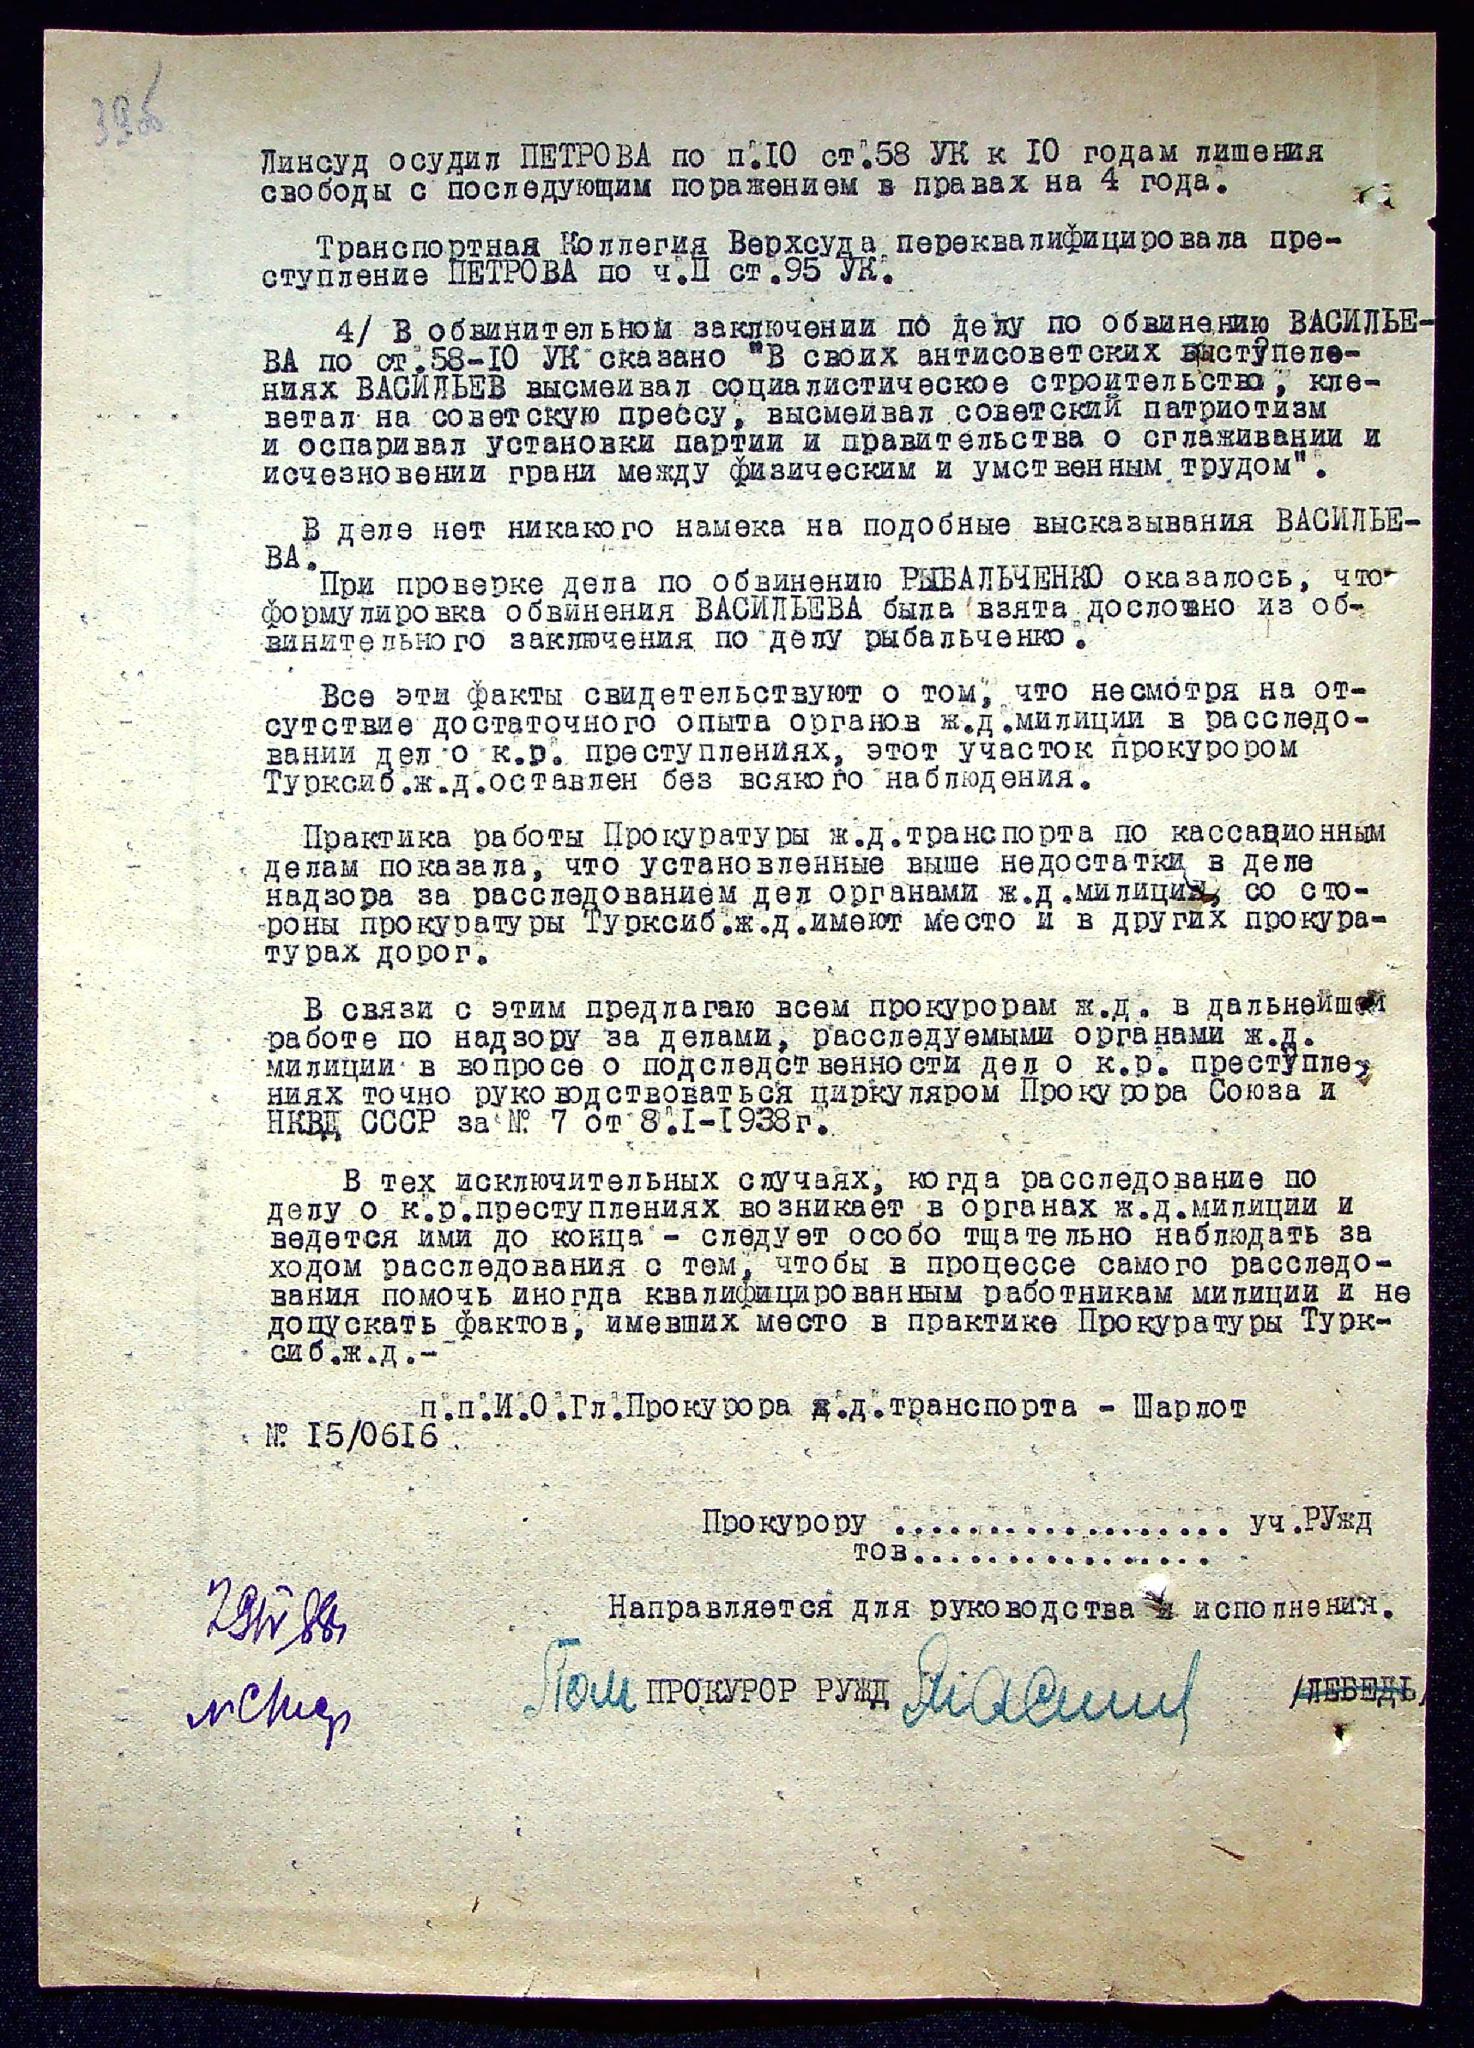 39об
Линсуд осудил ПЕТРОВА по п.10 ст.58 УК к 10 годам лишения
свободы с последующим поражением в правах на 4 года.
Транспортная Коллегия Верхсуда переквалифицировала пре-
ступление ПЕТРОВА по ч.П ст.95 УК.
4/ В обвинительном заключении по делу по обвинению ВАСИЛЬЕ-
ВА по ст.58-10 УК сказано "В своих антисоветских выступеле-
ниях ВАСИЛЬЕВ высмеивал социалистическое строительство, кле-
ветал на советскую прессу, высмеивал советский патриотизм
и оспаривал установки партии и правительства о сглаживании и
исчезновении грани между физическим и умственным трудом".
В деле нет никакого намека на подобные высказывания ВАСИЛЬЕ-
ВА.
При проверке дела по обвинению РЫБАЛЬЧЕНКО оказалось, что
формулировка обвинения ВАСИЛЬЕВА была взята дословно из об-
винительного заключения по делу рыбальченко.
Все эти факты свидетельствуют о том, что несмотря на от-
сутствие достаточного опыта органов ж.д.милиции в расследо-
вании дел о к.р. преступлениях, этот участок прокурором
Турксиб.ж.д.оставлен без всякого наблюдения.
Практика работы Прокуратуры ж.д.транспорта по кассационным
делам показала, что установленные выше недостатки в деле
надзора за расследованием дел органами ж.д.милиции, со сто-
роны прокуратуры Турксиб.ж.д.имеют место и в других прокура-
турах дорог.
В связи с этим предлагаю всем прокурорам ж.д. в дальнейшей
работе по надзору за делами, расследуемыми органами ж.д.
милиции в вопросе о подследственности дел о к.р. преступле-
ниях точно руководствоваться циркуляром Прокурора Союза и
НКВД СССР за № 7 от 8.1-1938г.
В тех исключительных случаях, когда расследование по
делу о к.р.преступлениях возникает в органах ж.д.милиции и
ведется ими до конца - следует особо тщательно наблюдать за
ходом расследования с тем, чтобы в процессе самого расследо-
вания помочь иногда квалифицированным работникам милиции и не
допускать фактов, имевших место в практике Прокуратуры Турк-
сиб.ж.д.-
п.п.И.О.Гл.Прокурора ж.д.транспорта - Шарлот
№ 15/0616
Прокурору .................. уч.РУжд
тов................
Направляется для руководства и исполнения.
Пом ПРОКУРОР РУЖД /ЛЕБЕДЬ/